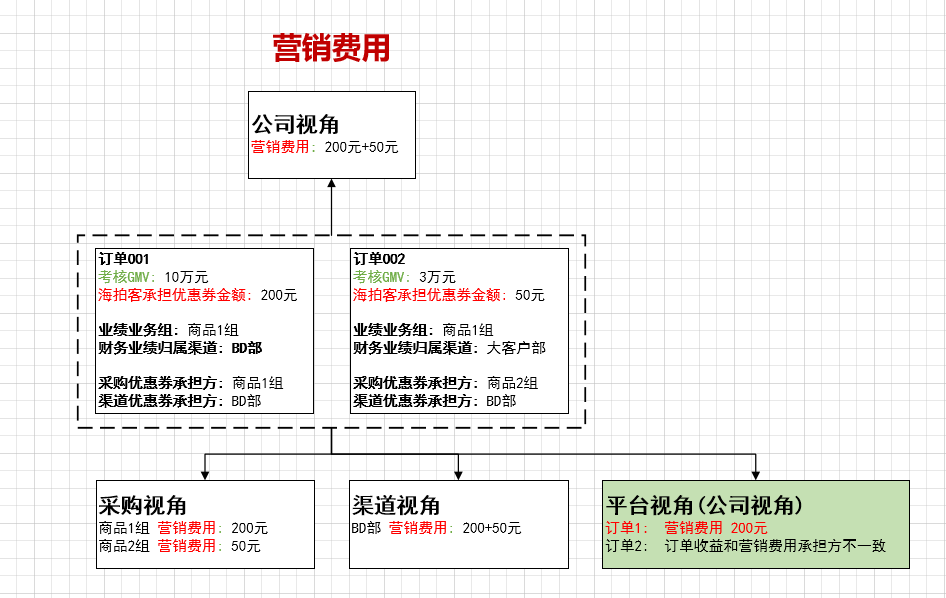 营销费用
公司视角
营销费用：200元+50元
订单001
考核GMV：10万元
海拍客承担优惠券金额：200元
业绩业务组：商品1组
财务业绩归属渠道：BD部
采购优惠券承担方：商品1组
渠道优惠券承担方：BD部
订单002
考核GMV：3万元
海拍客承担优惠券金额：50元
业绩业务组：商品1组
财务业绩归属渠道：大客户部
采购优惠券承担方：商品2组
渠道优惠券承担方：BD部
采购视角
商品1组 营销费用：200元
商品2组 营销费用：50元
渠道视角
BD部 营销费用：200+50元
平台视角(公司视角)
订单1： 营销费用 200元
订单2： 订单收益和营销费用承担方不一致